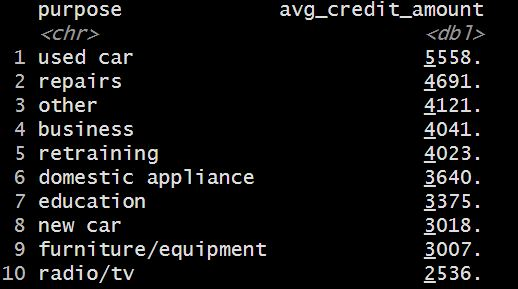 purpose avg_credit_amount
<chr> <dbl>
1 used car 5558.
2 repairs 4691.
3 other 4121.
4 business 4041.
5 retraining 4023.
6 domestic appliance 3640.
7 education 3375.
8 new car 3018.
9 furniture/equipment 3007.
10 radio/tv 2536.